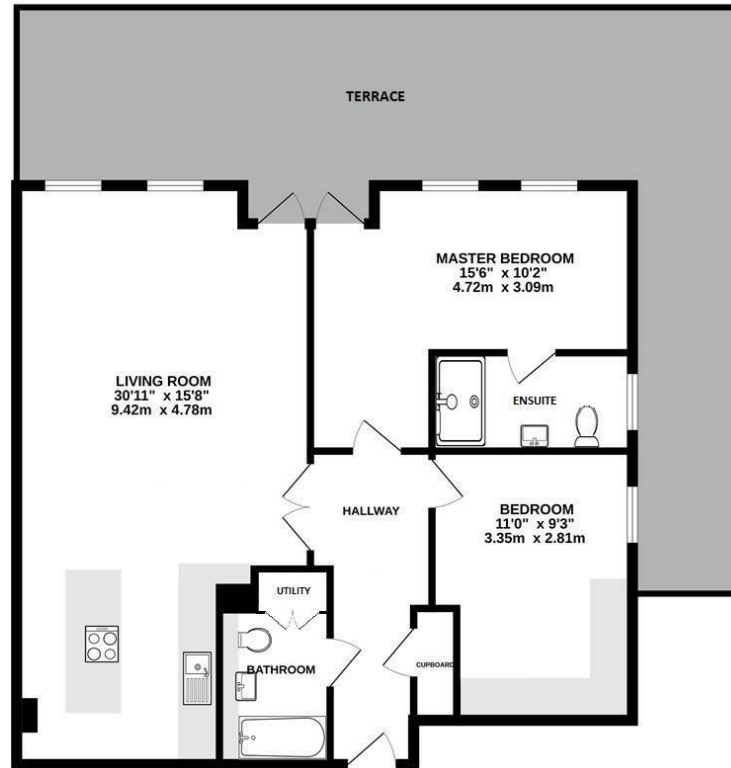 TERRACE
MASTER BEDROOM
15'6" x 10'2"
4.72m x 3.09m
LIVING ROOM
30'11" x 15'8"
9.42m x 4.78m
ENSUITE
HALLWAY
BEDROOM
11'0" x 9'3"
3.35m x 2.81m
UTILITY
BATHROOM
CUPBOARD